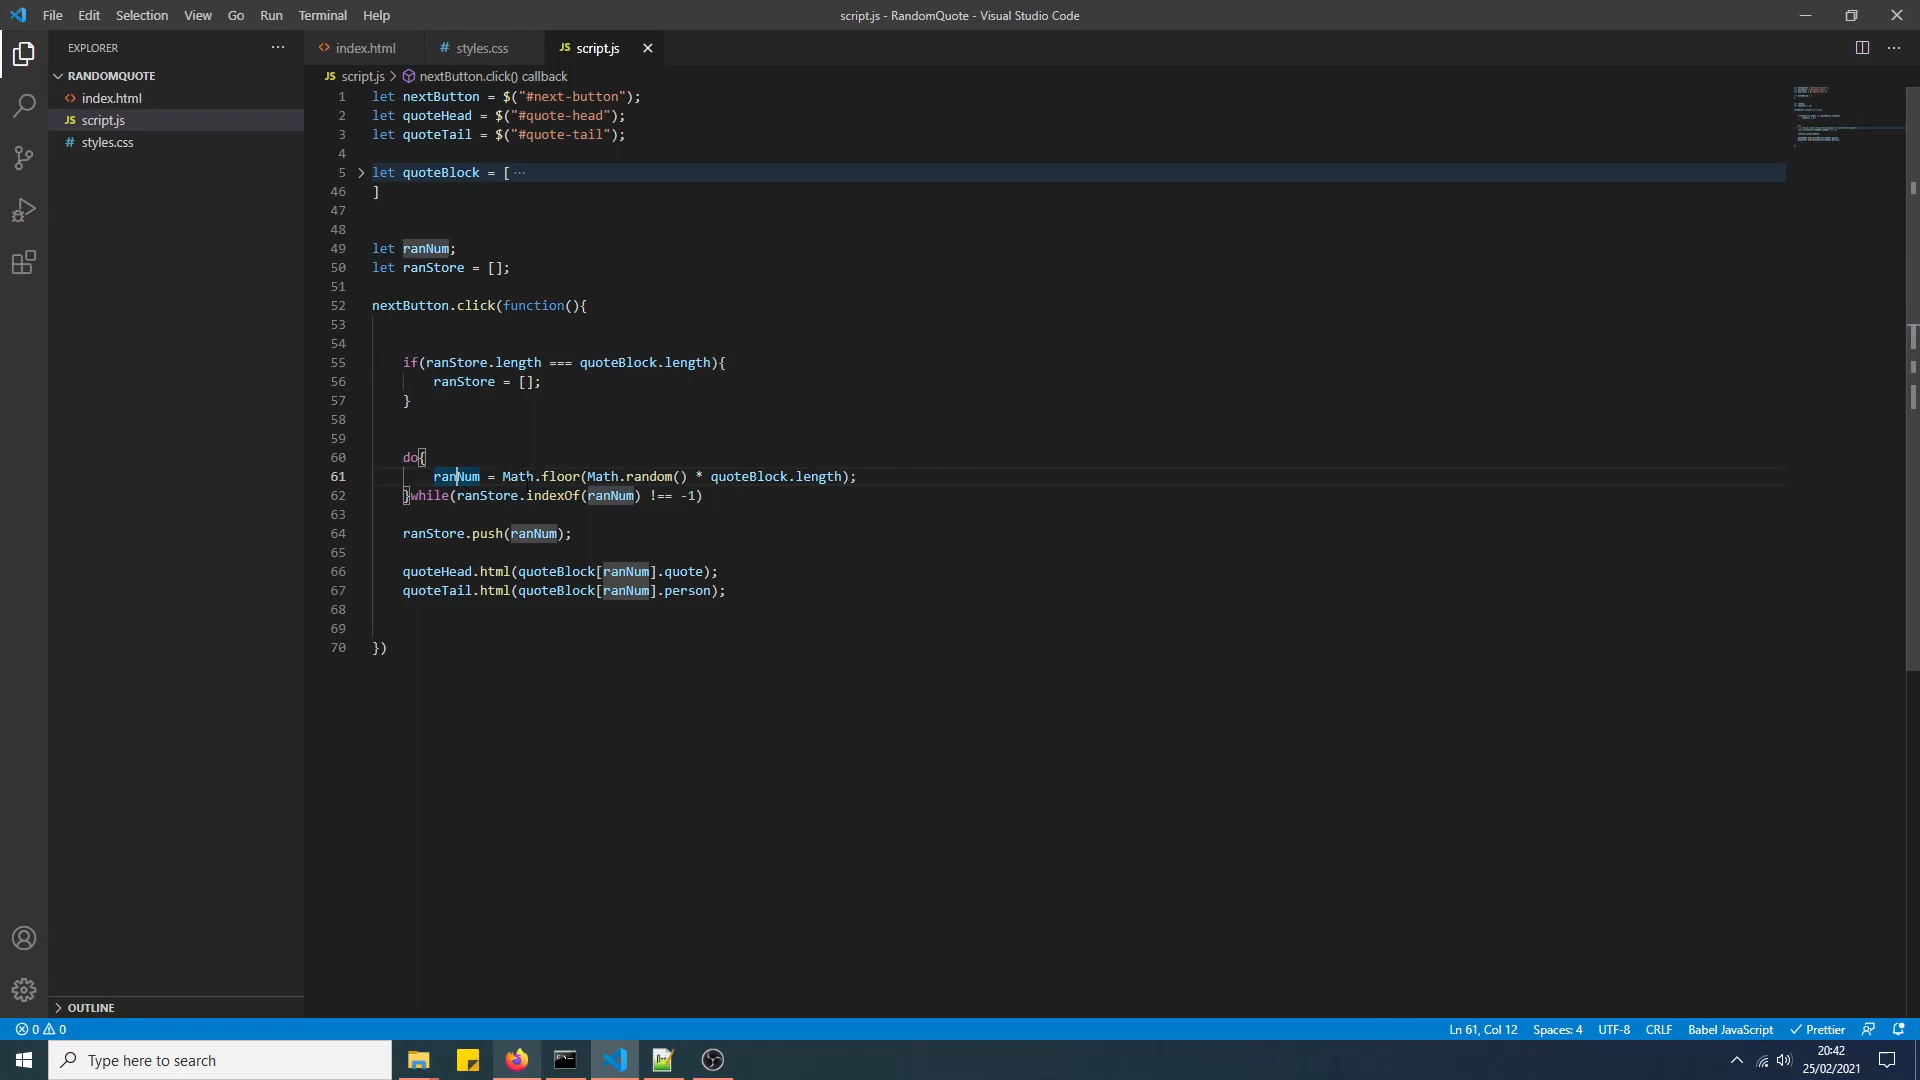 File Edit Selection View Go Run Terminal Help
script.js - RandomQuote - Visual Studio Code
EXPLORER
RANDOMQUOTE
index.html
JS script.js
# styles.css
OUTLINE
index.html
# styles.css
JS script.js
JS script.js > nextButton.click() callback
1 let nextButton = $("#next-button");
2 let quoteHead = $("#quote-head");
3 let quoteTail = $("#quote-tail");
4
5 let quoteBlock = [ ···
46 ]
47
48
49 let ranNum;
50 let ranStore = [];
51
52 nextButton.click(function(){
53
54
55 if(ranStore.length === quoteBlock.length){
56 ranStore = [];
57 }
58
59
60 do{
61 ranNum = Math.floor(Math.random() * quoteBlock.length);
62 }while(ranStore.indexOf(ranNum) !== -1)
63
64 ranStore.push(ranNum);
65
66 quoteHead.html(quoteBlock[ranNum].quote);
67 quoteTail.html(quoteBlock[ranNum].person);
68
69
70 })
0 0
Ln 61, Col 12 Spaces: 4 UTF-8 CRLF Babel JavaScript Prettier
Type here to search
20:42
25/02/2021